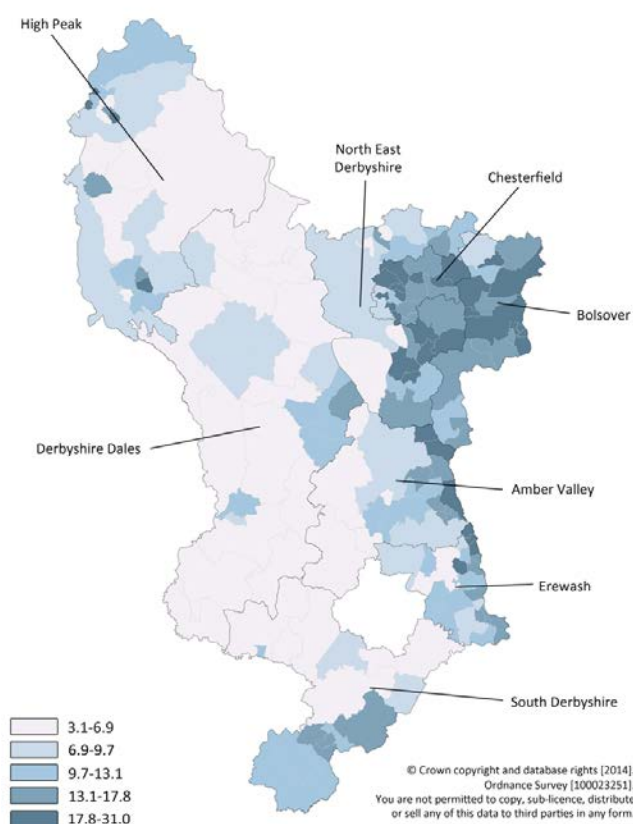 High Peak
North East
Derbyshire
Chesterfield
Bolsover
Derbyshire Dales
Amber Valley
Erewash
South Derbyshire
3.1-6.9
6.9-9.7
9.7-13.1
13.1-17.8
17.8-31.0
© Crown copyright and database rights [2014].
Ordnance Survey [100023251].
You are not permitted to copy, sub-licence, distribute
or sell any of this data to third parties in any form.